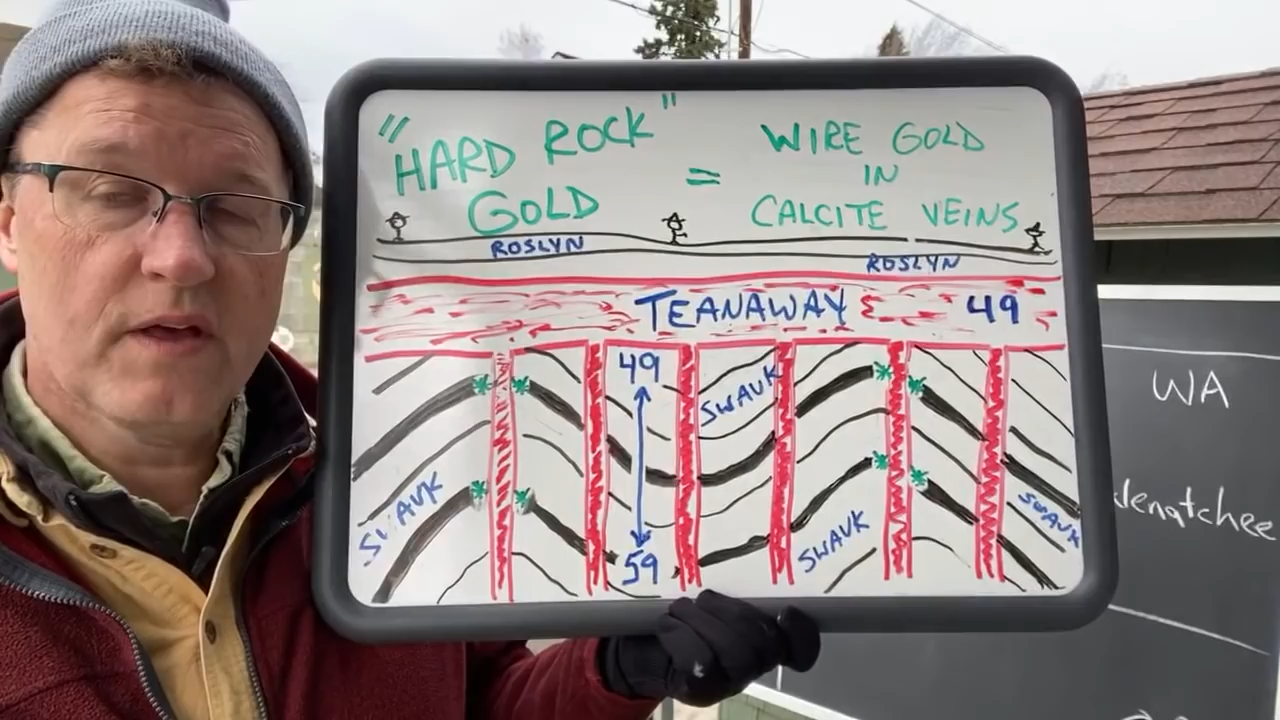 "HARD ROCK"
GOLD
=
WIRE GOLD
IN
CALCITE VEINS
ROSLYN
ROSLYN
TEANAWAY
49
49
59
SWAUK
SWAUK
SWAUK
SWAUK
WA
Wenatchee